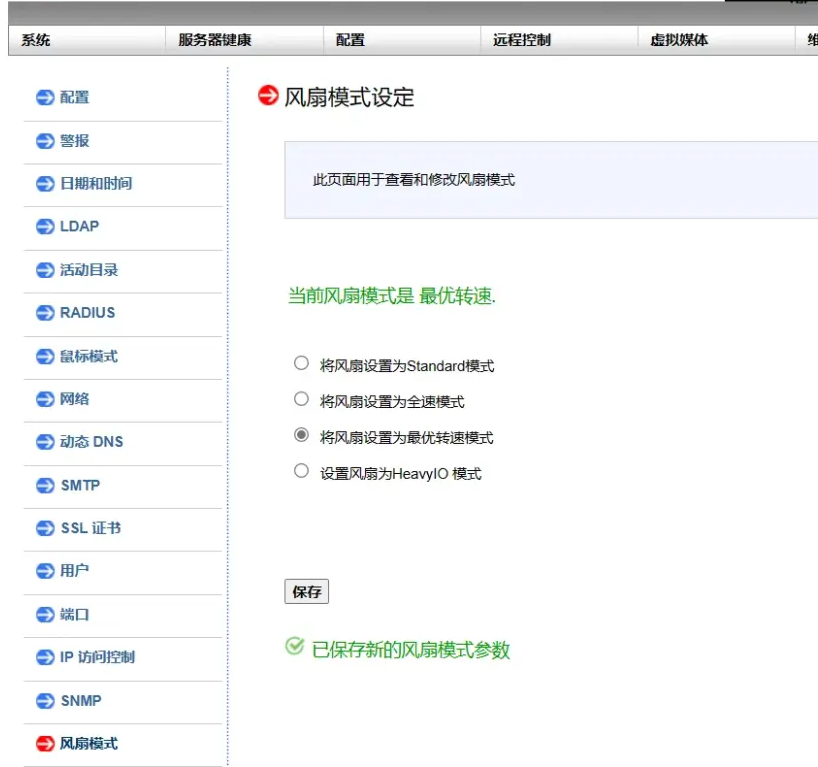 系统
服务器健康
配置
远程控制
虚拟媒体
配置
警报
日期和时间
LDAP
活动目录
RADIUS
鼠标模式
网络
动态 DNS
SMTP
SSL 证书
用户
端口
IP 访问控制
SNMP
风扇模式
风扇模式设定
此页面用于查看和修改风扇模式
当前风扇模式是 最优转速.
将风扇设置为Standard模式
将风扇设置为全速模式
将风扇设置为最优转速模式
设置风扇为HeavyIO 模式
保存
已保存新的风扇模式参数